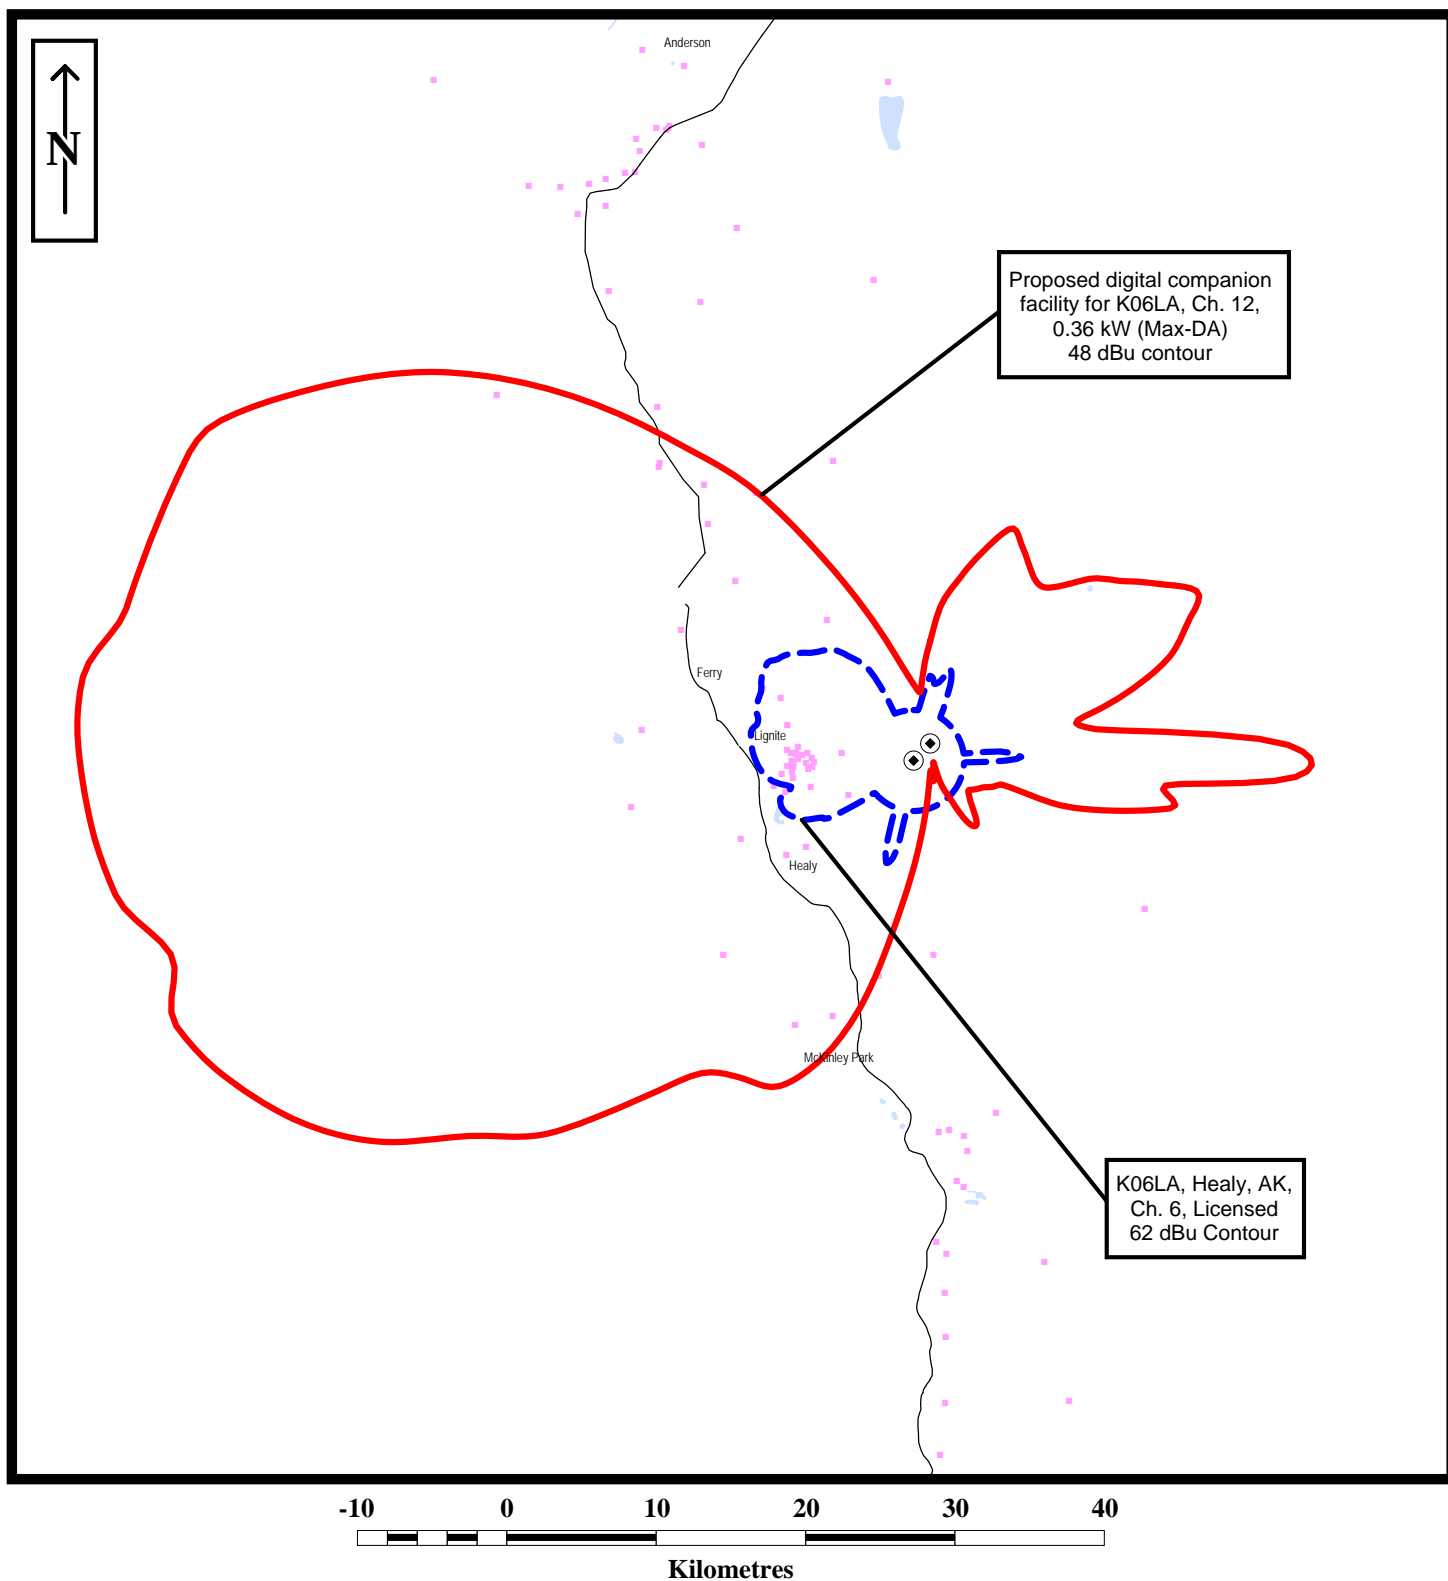 Anderson
N
Proposed digital companion
facility for K06LA, Ch. 12,
0.36 kW (Max-DA)
48 dBu contour
Ferry
Lignite
Healy
McKinley Park
K06LA, Healy, AK,
Ch. 6, Licensed
62 dBu Contour
-10 0 10 20 30 40
Kilometres